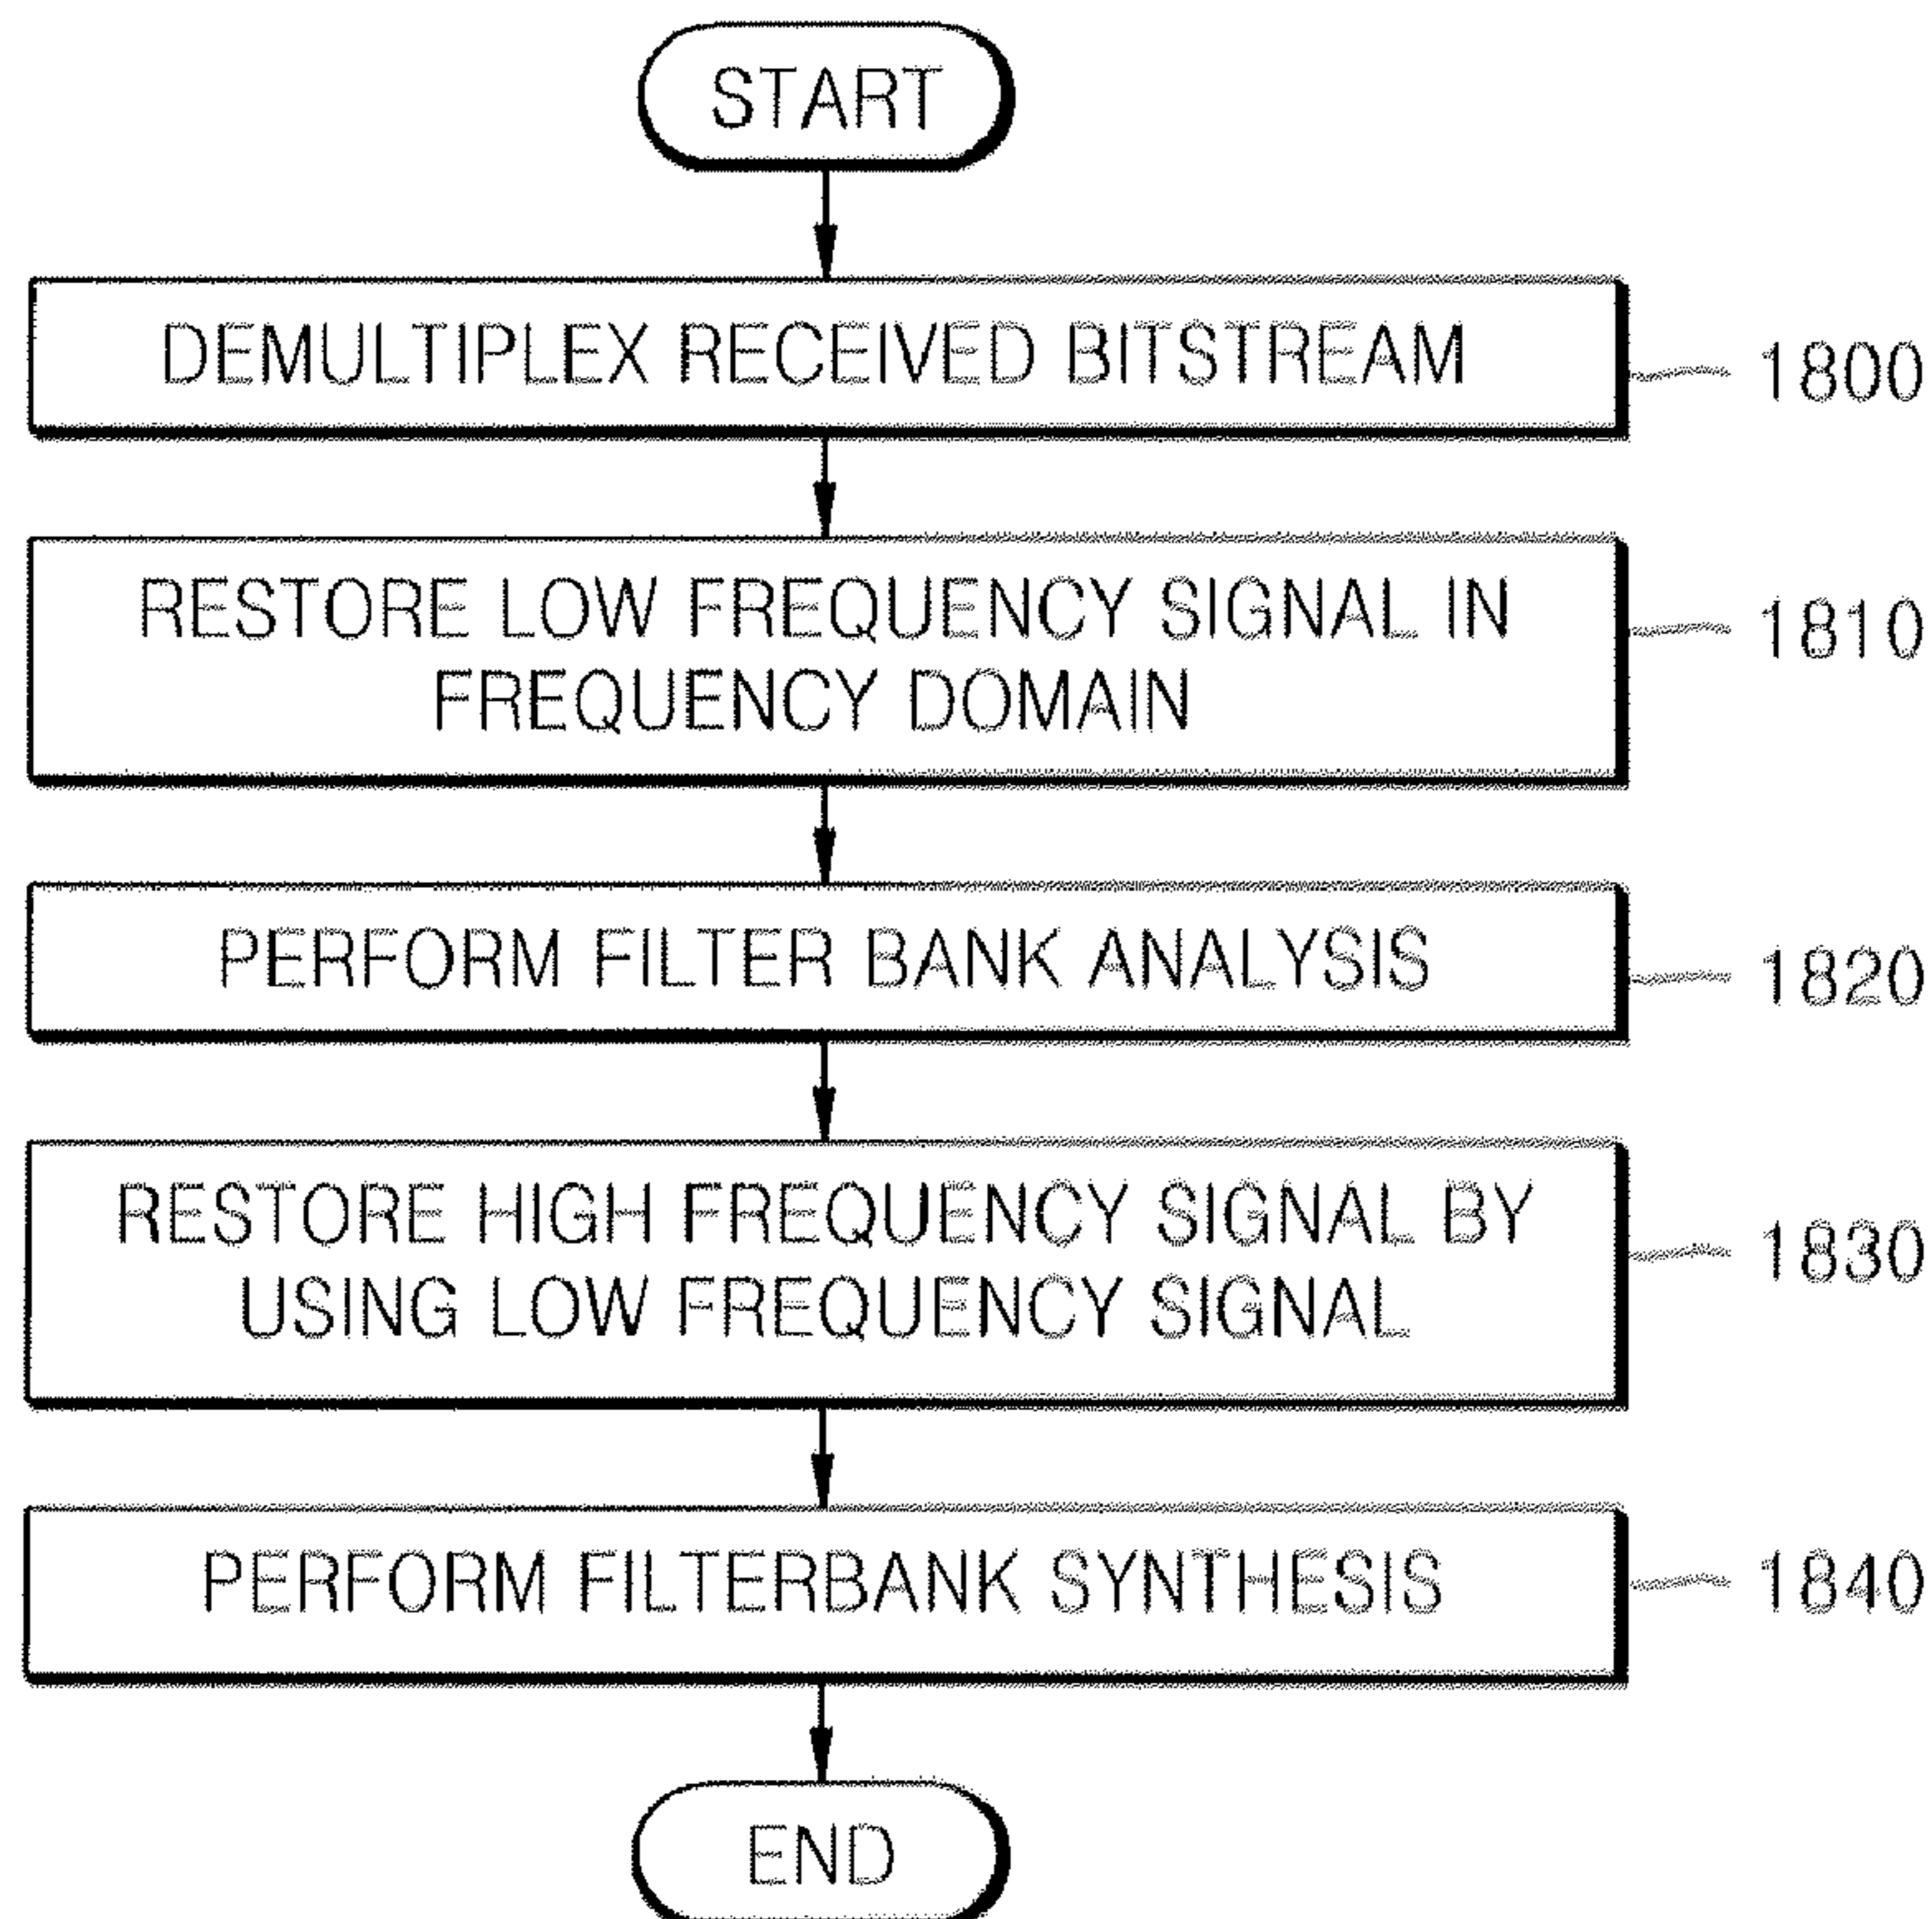 START
DEMULTIPLEX RECEIVED BITSTREAM
1800
RESTORE LOW FREQUENCY SIGNAL IN
FREQUENCY DOMAIN
1810
PERFORM FILTER BANK ANALYSIS
1820
RESTORE HIGH FREQUENCY SIGNAL BY
USING LOW FREQUENCY SIGNAL
1830
PERFORM FILTERBANK SYNTHESIS
1840
END